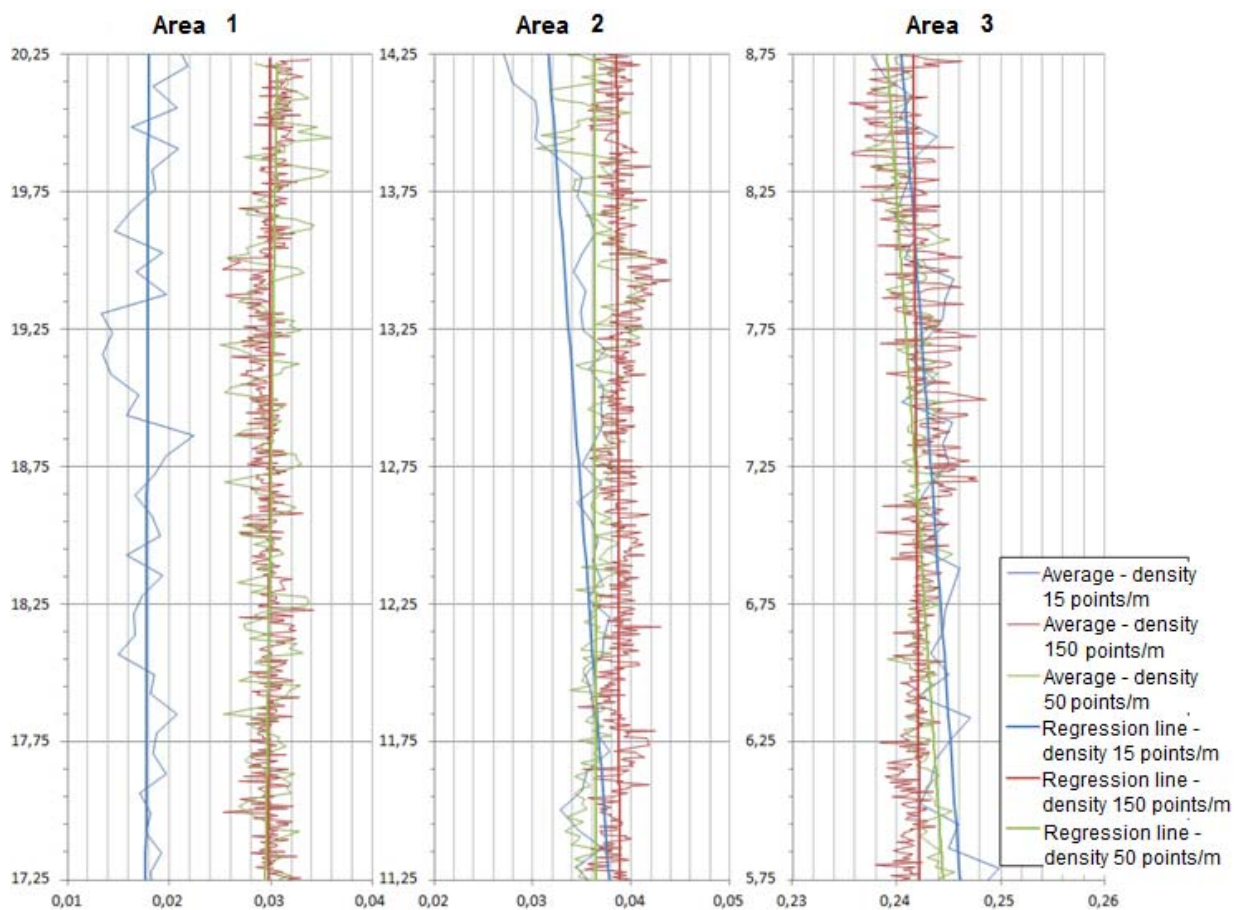 Area 1
Area 2
Area 3
20,25
19,75
19,25
18,75
18,25
17,75
17,25
0,01
0,02
0,03
0,04
14,25
13,75
13,25
12,75
12,25
11,75
11,25
0,02
0,03
0,04
0,05
8,75
8,25
7,75
7,25
6,75
6,25
5,75
0,23
0,24
0,25
0,26
Average - density
15 points/m
Average - density
150 points/m
Average - density
50 points/m
Regression line -
density 15 points/m
Regression line -
density 150 points/m
Regression line -
density 50 points/m